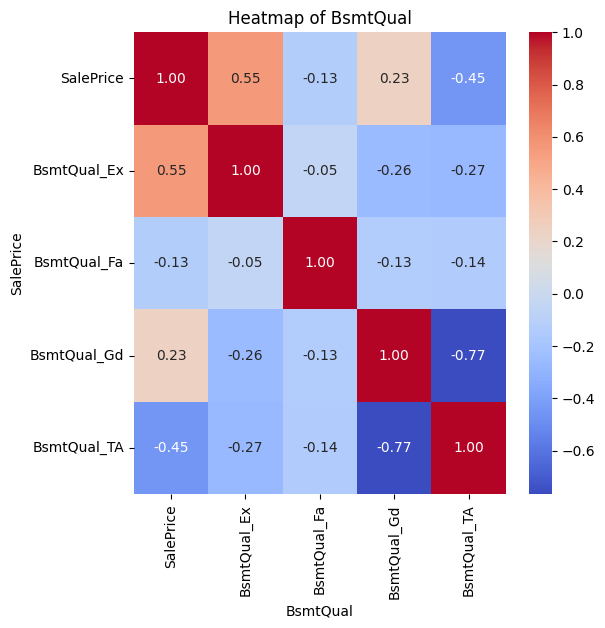 Heatmap of BsmtQual
SalePrice
SalePrice 1.00 0.55 -0.13 0.23 -0.45
BsmtQual_Ex 0.55 1.00 -0.05 -0.26 -0.27
BsmtQual_Fa -0.13 -0.05 1.00 -0.13 -0.14
BsmtQual_Gd 0.23 -0.26 -0.13 1.00 -0.77
BsmtQual_TA -0.45 -0.27 -0.14 -0.77 1.00
SalePrice BsmtQual_Ex BsmtQual_Fa BsmtQual_Gd BsmtQual_TA
BsmtQual
1.0
0.8
0.6
0.4
0.2
0.0
−0.2
−0.4
−0.6